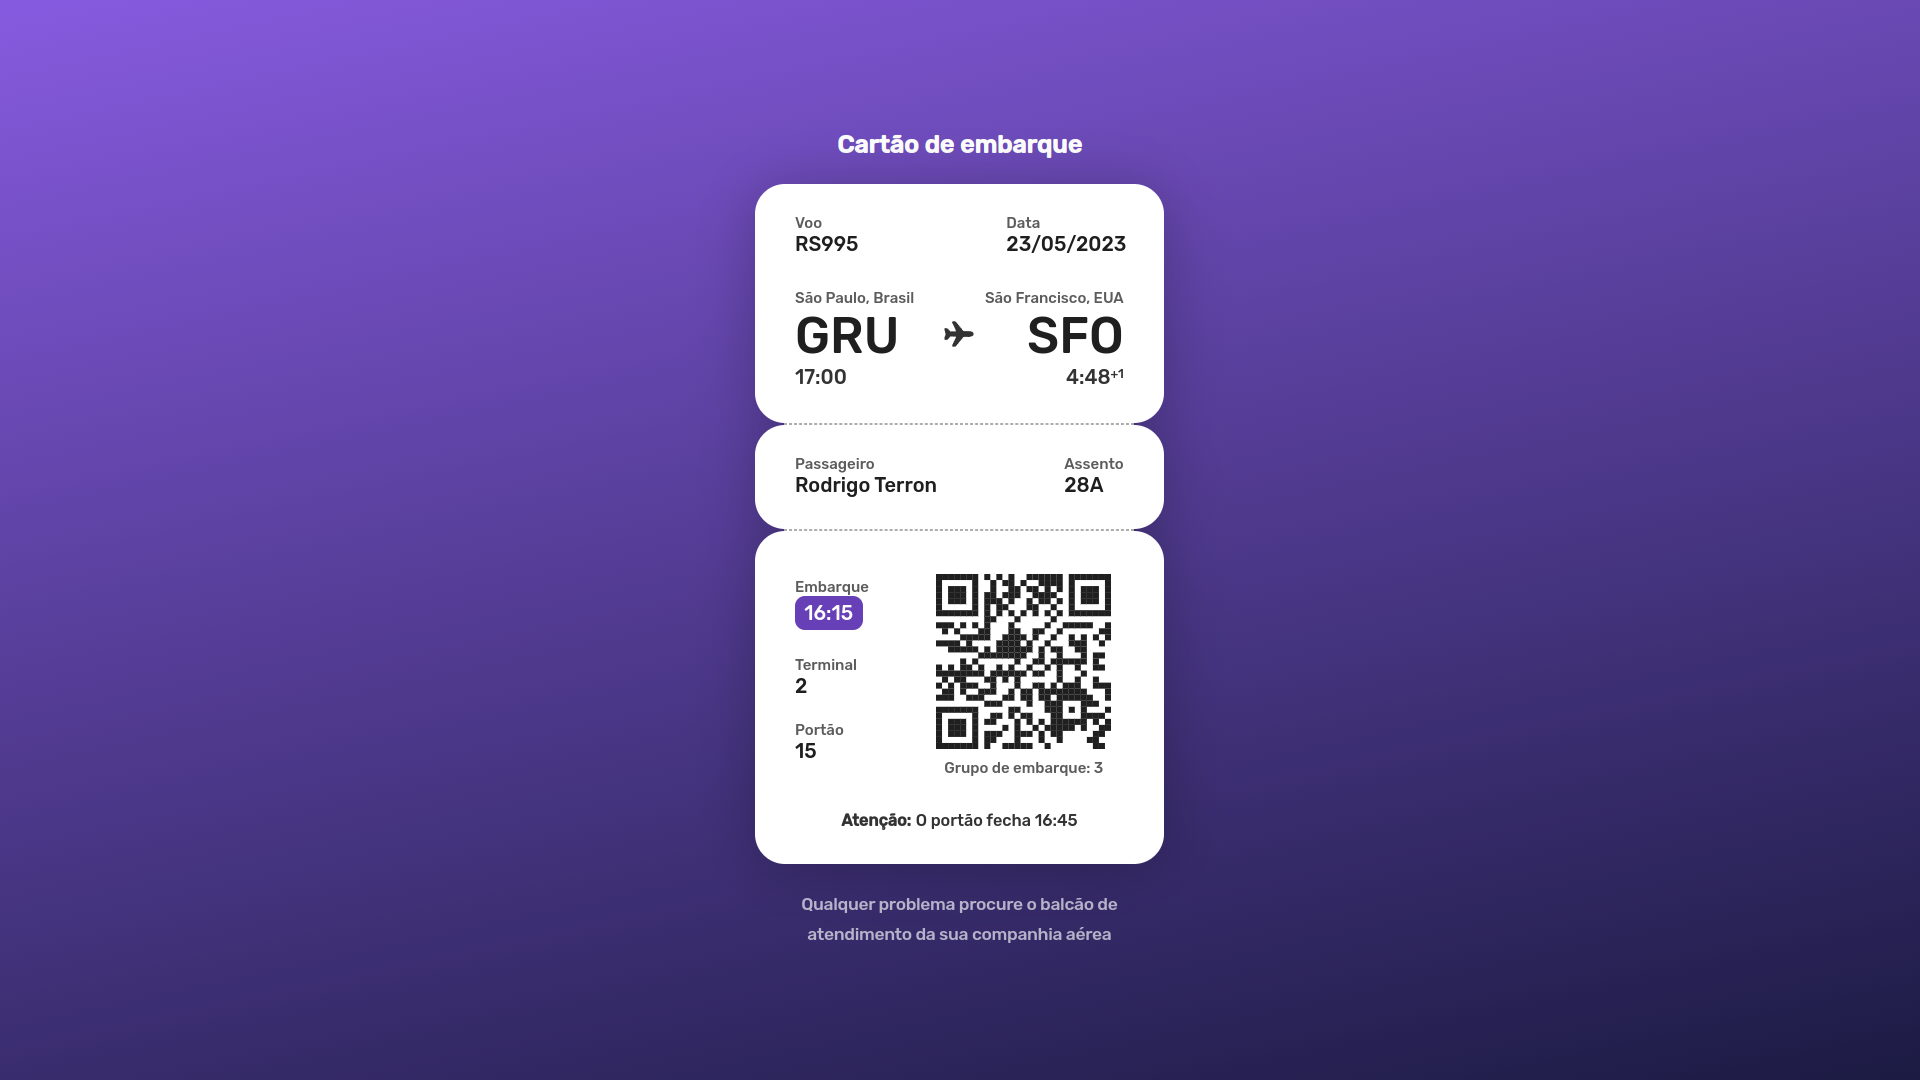 Cartão de embarque
Voo
RS995
Data
23/05/2023
São Paulo, Brasil
GRU
17:00
São Francisco, EUA
SFO
4:48+1
Passageiro
Rodrigo Terron
Assento
28A
Embarque
16:15
Terminal
2
Portão
15
Grupo de embarque: 3
Atenção: O portão fecha 16:45
Qualquer problema procure o balcão de
atendimento da sua companhia aérea